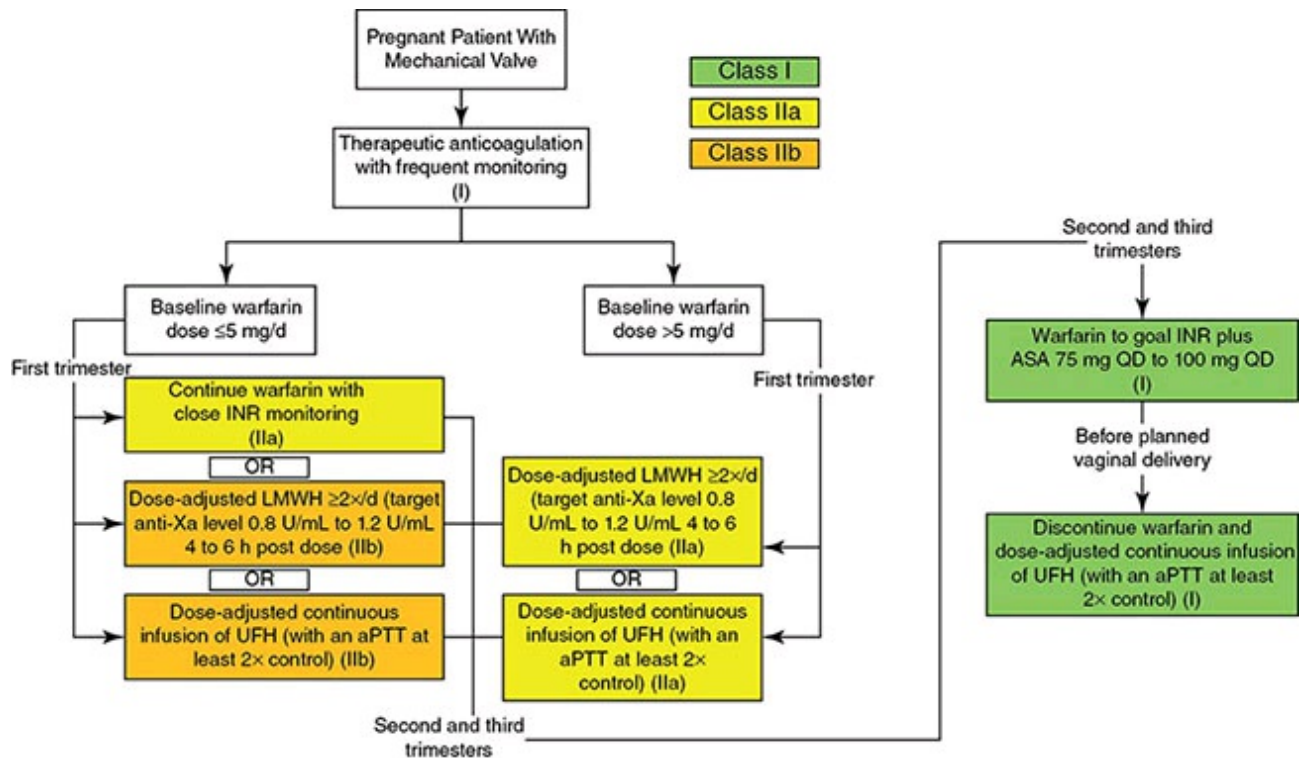 Pregnant Patient With
Mechanical Valve
Class I
Class IIa
Class IIb
Therapeutic anticoagulation
with frequent monitoring
(I)
Baseline warfarin
dose ≤5 mg/d
Baseline warfarin
dose >5 mg/d
First trimester
First trimester
Continue warfarin with
close INR monitoring
(IIa)
OR
Dose-adjusted LMWH ≥2×/d (target
anti-Xa level 0.8 U/mL to 1.2 U/mL
4 to 6 h post dose (IIb)
OR
Dose-adjusted continuous
infusion of UFH (with an aPTT at
least 2× control) (IIb)
Dose-adjusted LMWH ≥2×/d
(target anti-Xa level 0.8
U/mL to 1.2 U/mL 4 to 6
h post dose (IIa)
OR
Dose-adjusted continuous
infusion of UFH (with an
aPTT at least 2×
control) (IIa)
Second and third
trimesters
Second and third
trimesters
Warfarin to goal INR plus
ASA 75 mg QD to 100 mg QD
(I)
Before planned
vaginal delivery
Discontinue warfarin and
dose-adjusted continuous infusion
of UFH (with an aPTT at least
2× control) (I)